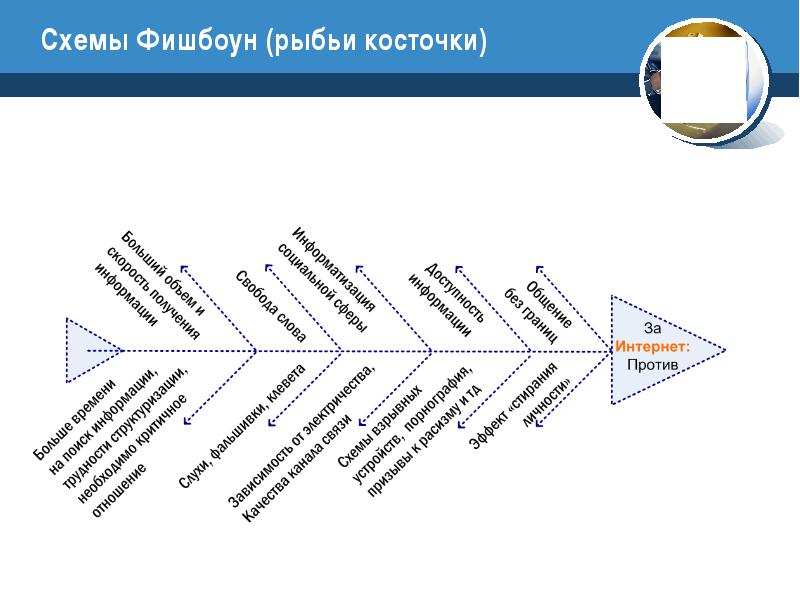 Схемы Фишбоун (рыбьи косточки)
Больший объем и
скорость получения
информации
Свобода слова
Информатизация
социальной сферы
Доступность
информации
Общение
без границ
За
Интернет:
Против
Больше времени
на поиск информации,
трудности структуризации,
необходимо критичное
отношение
Слухи, фальшивки, клевета
Зависимость от электричества,
Качества канала связи
Схемы взрывных
устройств, порнография,
призывы к расизму и тд
Эффект «стирания
личности»